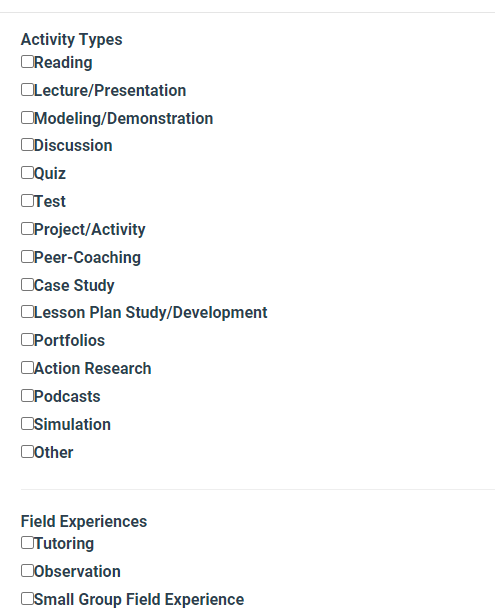 Activity Types
Reading
Lecture/Presentation
Modeling/Demonstration
Discussion
Quiz
Test
Project/Activity
Peer-Coaching
Case Study
Lesson Plan Study/Development
Portfolios
Action Research
Podcasts
Simulation
Other
Field Experiences
Tutoring
Observation
Small Group Field Experience